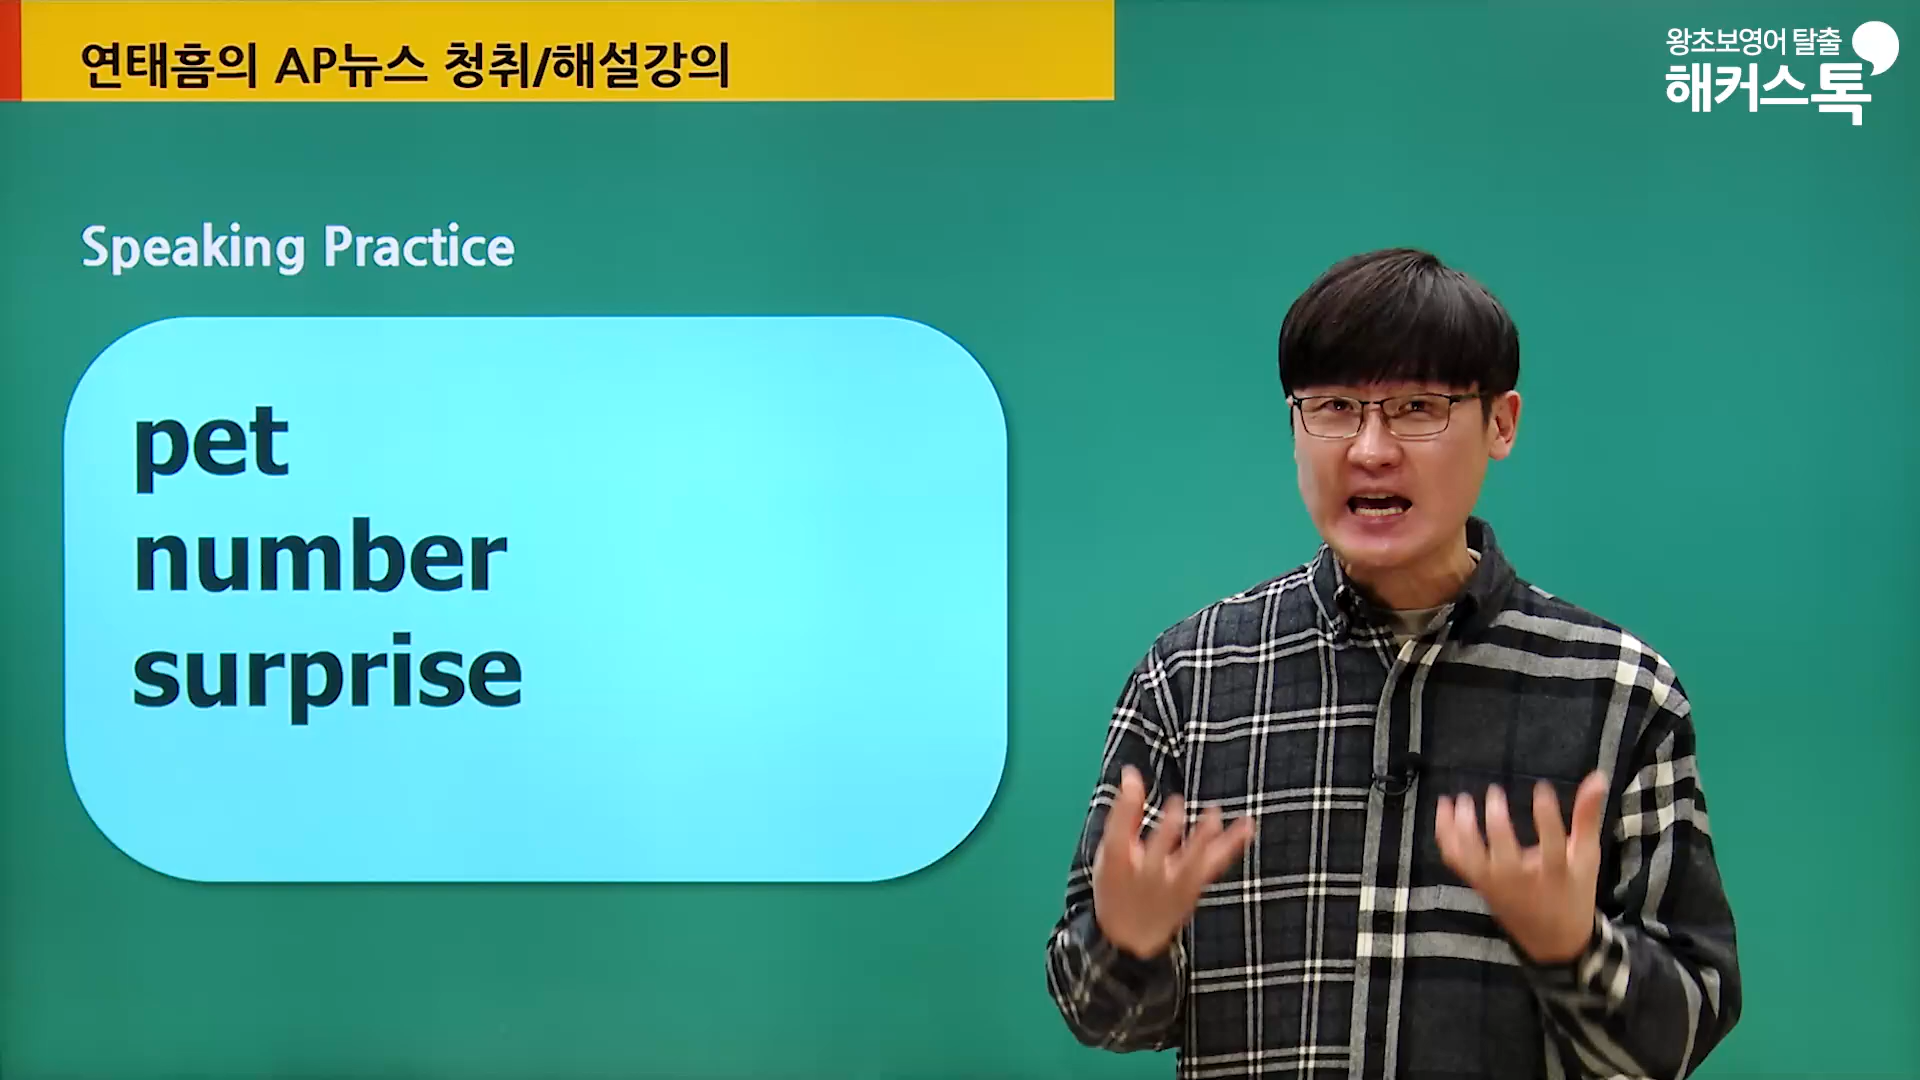 연태흠의 AP뉴스 청취/해설강의
왕초보영어 탈출
해커스톡
Speaking Practice
pet
number
surprise